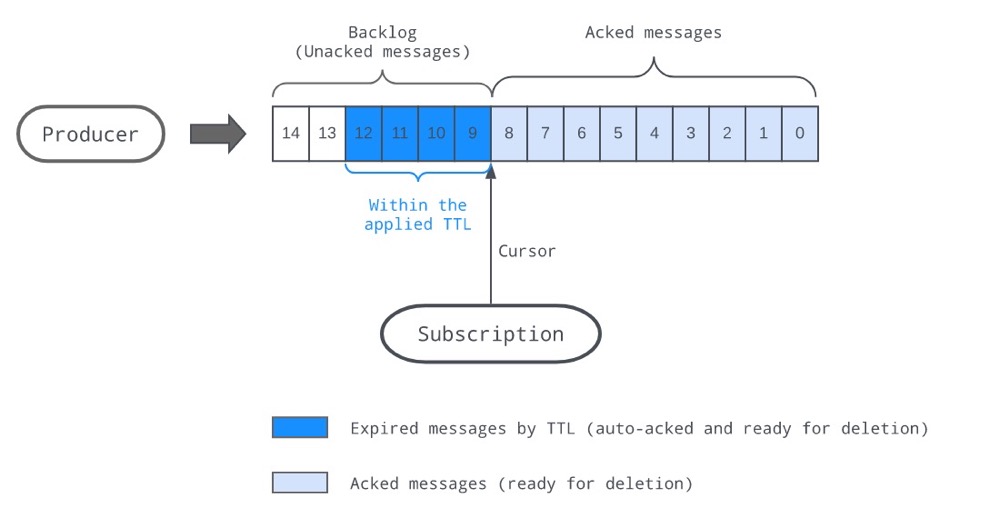 Backlog
(Unacked messages)
Acked messages
Producer
14 13 12 11 10 9 8 7 6 5 4 3 2 1 0
Within the
applied TTL
Cursor
Subscription
Expired messages by TTL (auto-acked and ready for deletion)
Acked messages (ready for deletion)